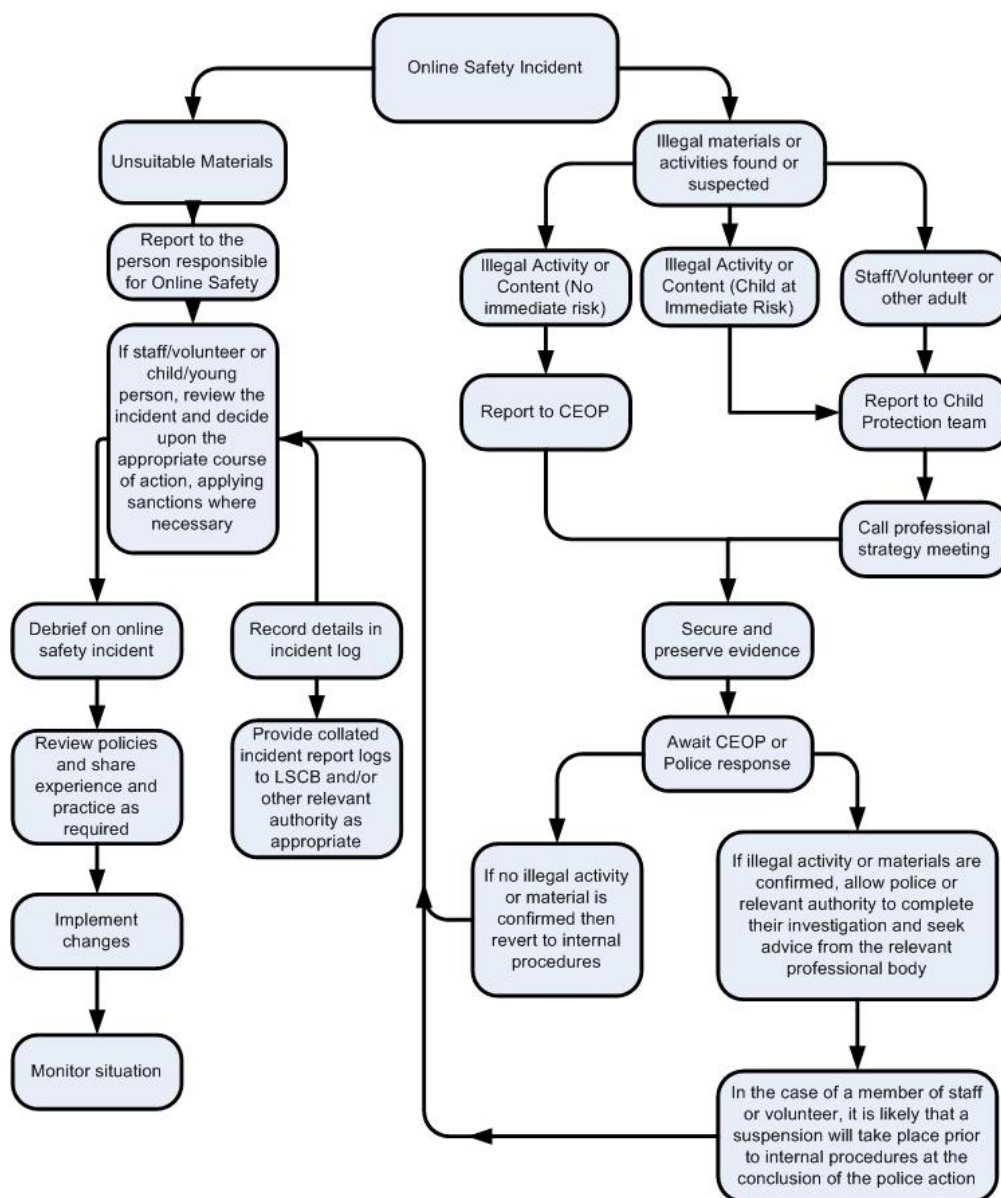 Online Safety Incident
Unsuitable Materials
Report to the
person responsible
for Online Safety
If staff/volunteer or
child/young
person, review the
incident and decide
upon the
appropriate course
of action, applying
sanctions where
necessary
Debrief on online
safety incident
Review policies
and share
experience and
practice as
required
Implement
changes
Monitor situation
Record details in
incident log
Provide collated
incident report logs
to LSCB and/or
other relevant
authority as
appropriate
Illegal materials or
activities found or
suspected
Illegal Activity or
Content (No
immediate risk)
Illegal Activity or
Content (Child at
Immediate Risk)
Staff/Volunteer or
other adult
Report to CEOP
Report to Child
Protection team
Call professional
strategy meeting
Secure and
preserve evidence
Await CEOP or
Police response
If no illegal activity
or material is
confirmed then
revert to internal
procedures
If illegal activity or materials are
confirmed, allow police or
relevant authority to complete
their investigation and seek
advice from the relevant
professional body
In the case of a member of staff
or volunteer, it is likely that a
suspension will take place prior
to internal procedures at the
conclusion of the police action